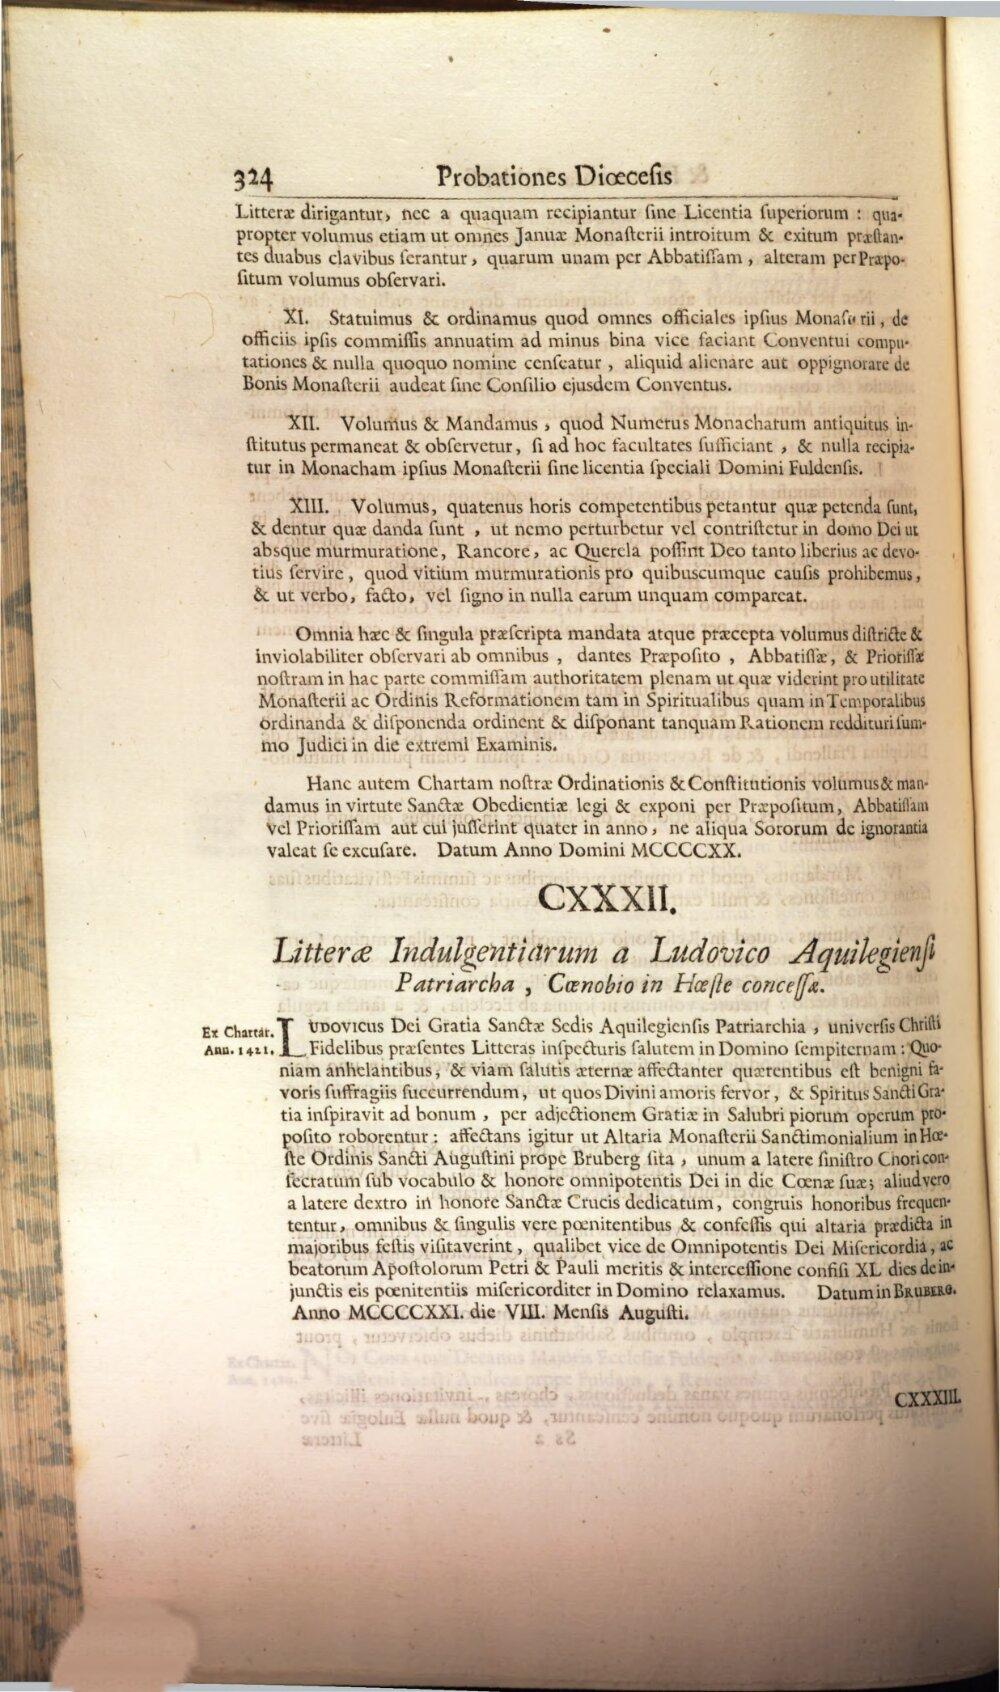 324 Probationes Diœcesis
Litteræ dirigantur, nec a quaquam recipiantur ſine Licentia ſuperiorum : qua-
propter volumus etiam ut omnes Januæ Monaſterii introitum & exitum præſtan-
tes duabus clavibus ſerantur, quarum unam per Abbatiſſam, alteram per Præpo-
ſitum volumus obſervari.
XI. Statuimus & ordinamus quod omnes officiales ipſius Monaſterii, de
officiis ipſis commiſſis annuatim ad minus bina vice faciant Conventui compu-
tationes & nulla quoquo nomine cenſeatur, aliquid alienare aut oppignorare de
Bonis Monaſterii audeat ſine Conſilio ejusdem Conventus.
XII. Volumus & Mandamus, quod Numerus Monacharum antiquitus in-
ſtitutus permaneat & obſervetur, ſi ad hoc facultates ſufficiant, & nulla recipia-
tur in Monacham ipſius Monaſterii ſine licentia ſpeciali Domini Fuldenſis.
XIII. Volumus, quatenus horis competentibus petantur quæ petenda ſunt,
& dentur quæ danda ſunt, ut nemo perturbetur vel contriſtetur in domo Dei ut
absque murmuratione, Rancore, ac Querela poſſint Deo tanto liberius ac devo-
tius ſervire, quod vitium murmurationis pro quibuscumque cauſis prohibemus,
& ut verbo, facto, vel ſigno in nulla earum unquam compareat.
Omnia hæc & ſingula præſcripta mandata atque præcepta volumus diſtricte &
inviolabiliter obſervari ab omnibus, dantes Præpoſito, Abbatiſſæ, & Prioriſſæ
noſtram in hac parte commiſſam authoritatem plenam ut quæ viderint pro utilitate
Monaſterii ac Ordinis Reformationem tam in Spiritualibus quam in Temporalibus
ordinanda & diſponenda ordinent & diſponant tanquam Rationem reddituri ſum-
mo Judici in die extremi Examinis.
Hanc autem Chartam noſtræ Ordinationis & Conſtitutionis volumus & man-
damus in virtute Sanctæ Obedientiæ legi & exponi per Præpoſitum, Abbatiſſam
vel Prioriſſam aut cui juſſerint quater in anno, ne aliqua Sororum de ignorantia
valeat ſe excuſare. Datum Anno Domini MCCCCXX.
CXXXII.
Litteræ Indulgentiarum a Ludovico Aquilegienſi
Patriarcha, Cœnobio in Hœſte conceſſæ.
Ex Chartar.
Ann. 1421.
LUDOVICUS Dei Gratia Sanctæ Sedis Aquilegienſis Patriarchia, univerſis Chriſti
Fidelibus præſentes Litteras inſpecturis ſalutem in Domino ſempiternam : Quo-
niam anhelantibus, & viam ſalutis æternæ affectanter quærentibus eſt benigni fa-
voris ſuffragiis ſuccurrendum, ut quos Divini amoris fervor, & Spiritus Sancti Gra-
tia inſpiravit ad bonum, per adjectionem Gratiæ in Salubri piorum operum pro-
poſito roborentur : affectans igitur ut Altaria Monaſterii Sanctimonialium in Hœ-
ſte Ordinis Sancti Auguſtini prope Bruberg ſita, unum a latere ſiniſtro Chori con-
ſecratum ſub vocabulo & honore omnipotentis Dei in die Cœnæ ſuæ; aliud vero
a latere dextro in honore Sanctæ Crucis dedicatum, congruis honoribus frequen-
tentur, omnibus & ſingulis vere pœnitentibus & confeſſis qui altaria prædicta in
majoribus feſtis viſitaverint, qualibet vice de Omnipotentis Dei Miſericordia, ac
beatorum Apoſtolorum Petri & Pauli meritis & interceſſione confiſi XL dies de in-
junctis eis pœnitentiis miſericorditer in Domino relaxamus. Datum in BRUBERG.
Anno MCCCCXXI. die VIII. Menſis Auguſti.
CXXXIII.